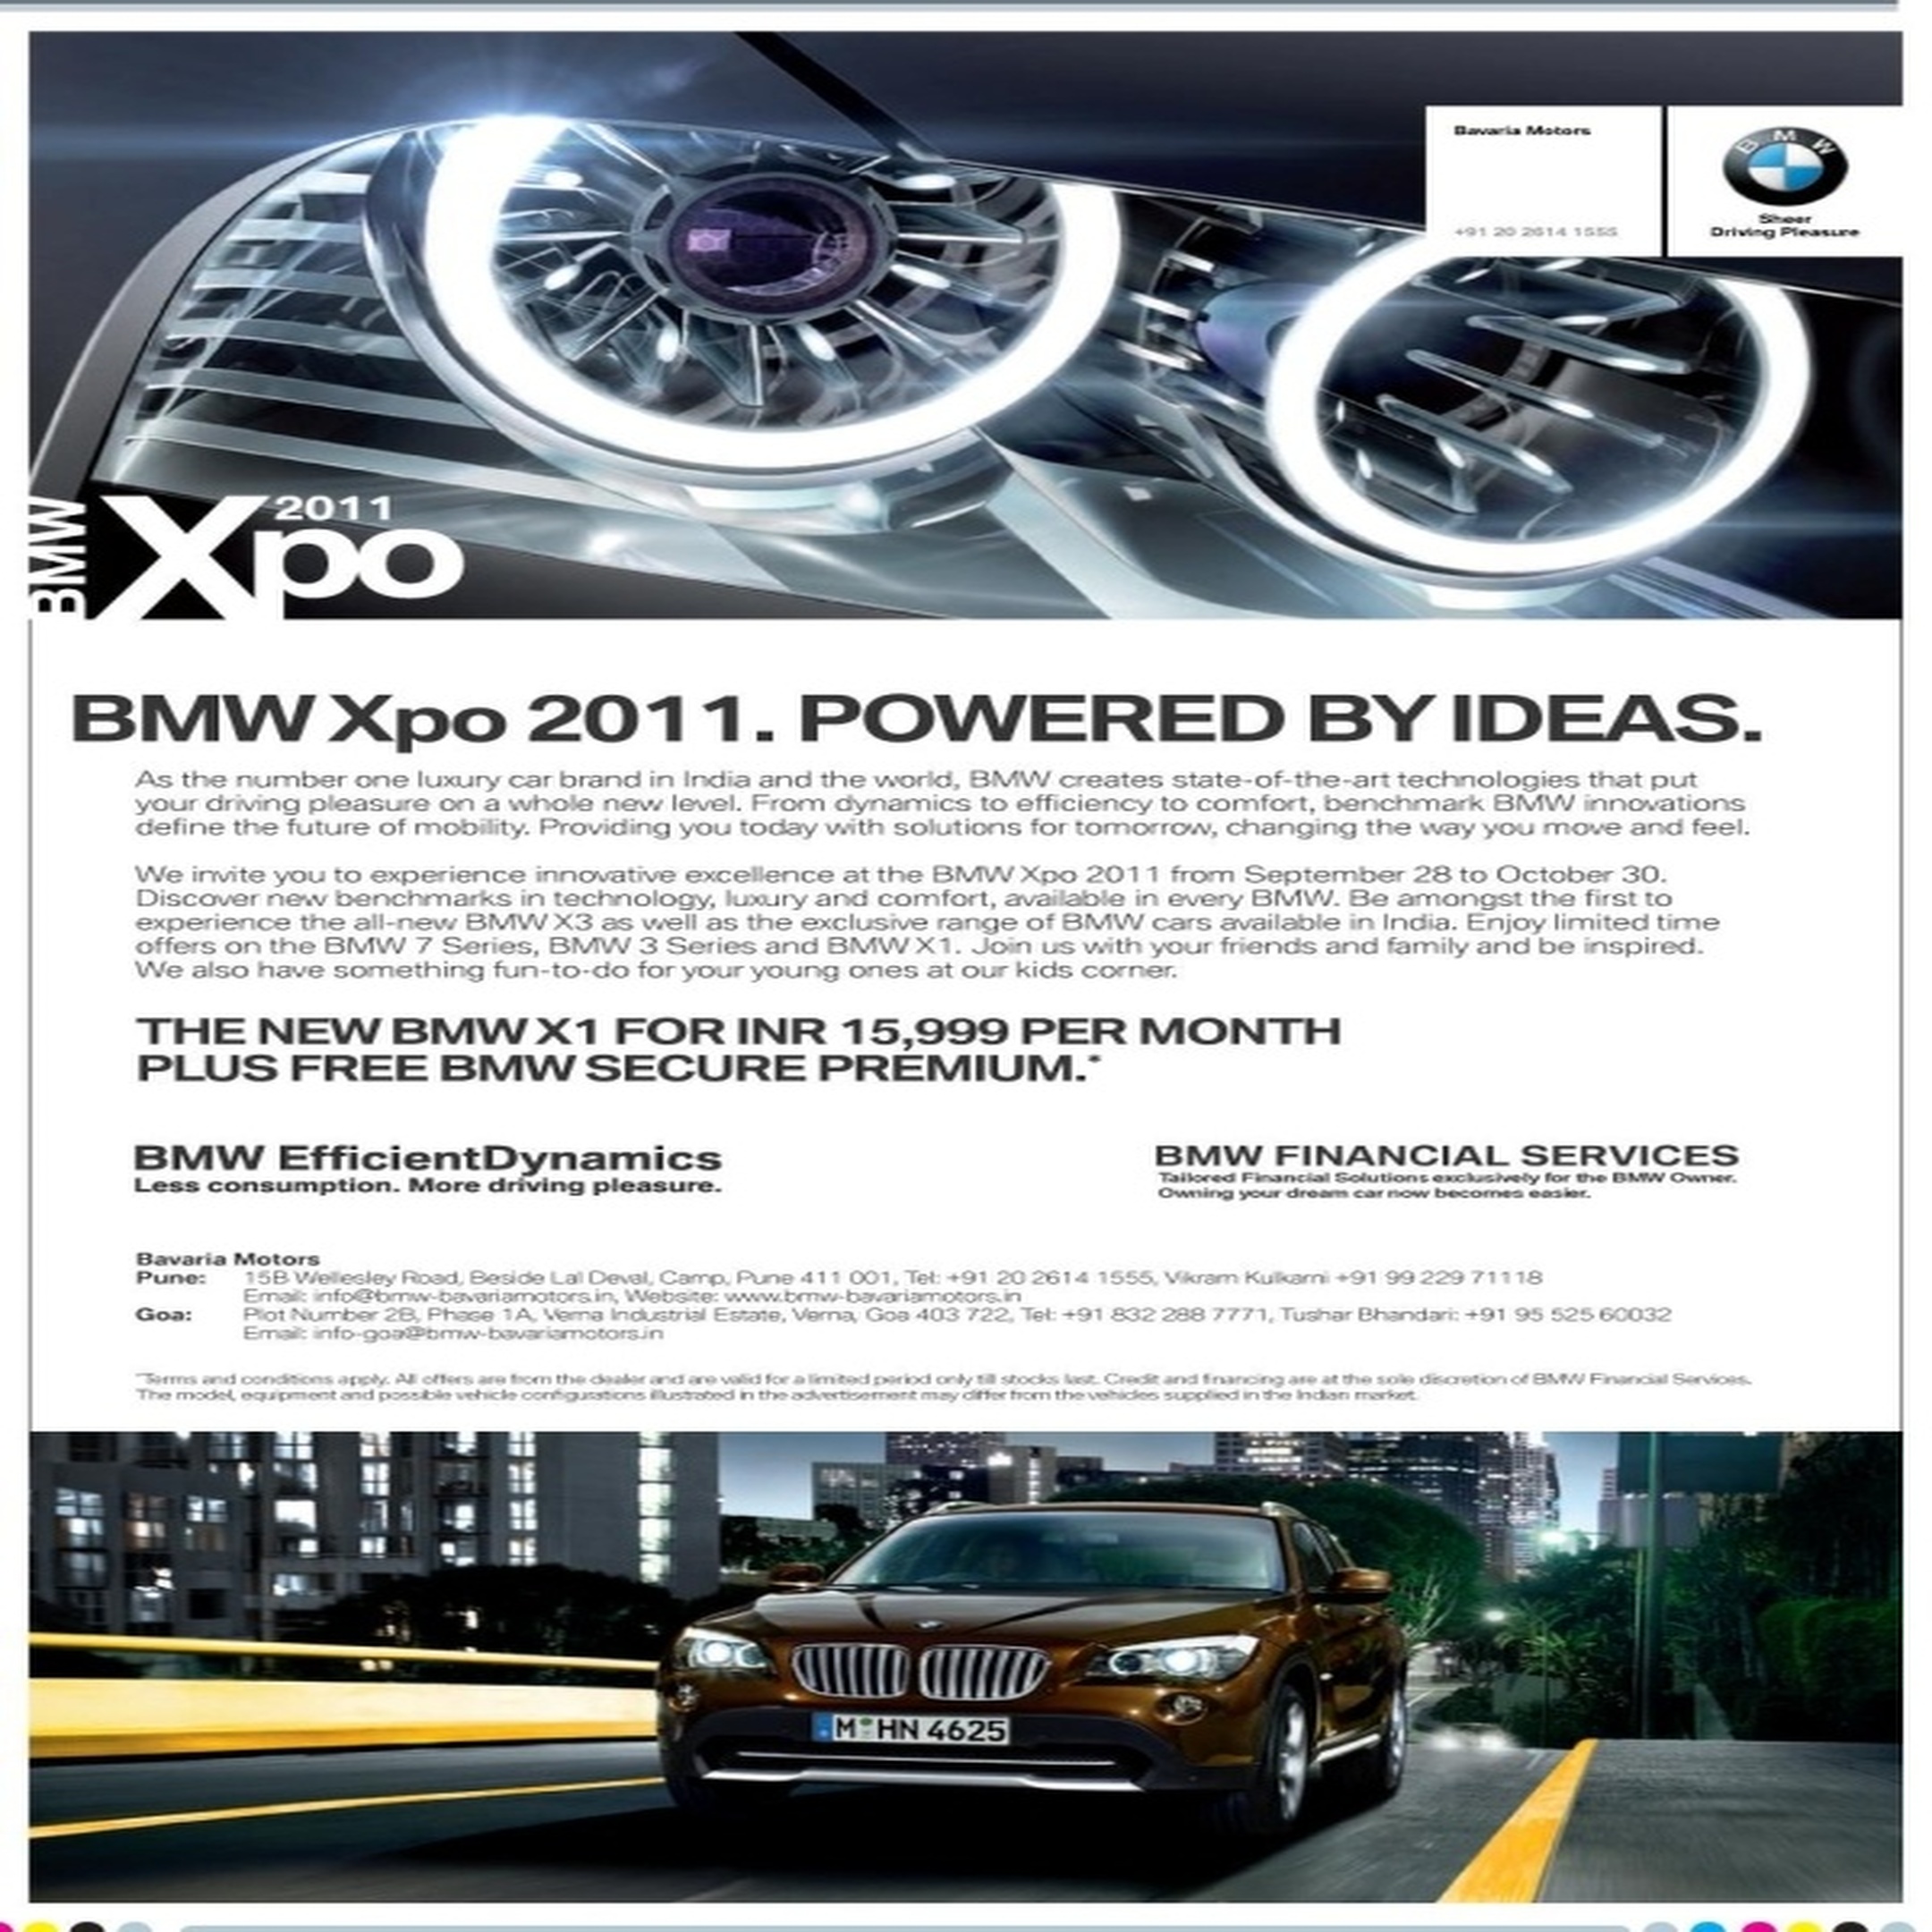 Bavaria Motors
+91 20 2614 1555
BMW
Sheer
Driving Pleasure
BMW
2011
Xpo
BMW Xpo 2011. POWERED BY IDEAS.
As the number one luxury car brand in India and the world, BMW creates state-of-the-art technologies that put
your driving pleasure on a whole new level. From dynamics to efficiency to comfort, benchmark BMW innovations
define the future of mobility. Providing you today with solutions for tomorrow, changing the way you move and feel.
We invite you to experience innovative excellence at the BMW Xpo 2011 from September 28 to October 30.
Discover new benchmarks in technology, luxury and comfort, available in every BMW. Be amongst the first to
experience the all-new BMW X3 as well as the exclusive range of BMW cars available in India. Enjoy limited time
offers on the BMW 7 Series, BMW 3 Series and BMW X1. Join us with your friends and family and be inspired.
We also have something fun-to-do for your young ones at our kids corner.
THE NEW BMW X1 FOR INR 15,999 PER MONTH
PLUS FREE BMW SECURE PREMIUM.*
BMW EfficientDynamics
Less consumption. More driving pleasure.
BMW FINANCIAL SERVICES
Tailored Financial Solutions exclusively for the BMW Owner.
Owning your dream car now becomes easier.
Bavaria Motors
Pune: 15B Wellesley Road, Beside Lal Deval, Camp, Pune 411 001, Tel: +91 20 2614 1555, Vikram Kulkarni +91 99 229 71118
Email: info@bmw-bavariamotors.in, Website: www.bmw-bavariamotors.in
Goa: Plot Number 2B, Phase 1A, Verna Industrial Estate, Verna, Goa 403 722, Tel: +91 832 288 7771, Tushar Bhandari: +91 95 525 60032
Email: info-goa@bmw-bavariamotors.in
*Terms and conditions apply. All offers are from the dealer and are valid for a limited period only till stocks last. Credit and financing are at the sole discretion of BMW Financial Services.
The model, equipment and possible vehicle configurations illustrated in the advertisement may differ from the vehicles supplied in the Indian market.
M HN 4625